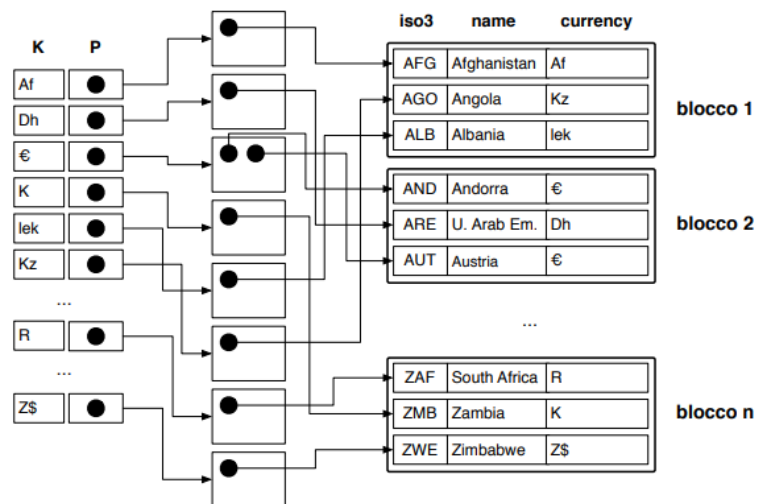 K P
Af
Dh
€
K
lek
Kz
...
R
...
Z$
iso3 name currency
AFG Afghanistan Af
AGO Angola Kz
ALB Albania lek
blocco 1
AND Andorra €
ARE U. Arab Em. Dh
AUT Austria €
blocco 2
...
ZAF South Africa R
ZMB Zambia K
ZWE Zimbabwe Z$
blocco n